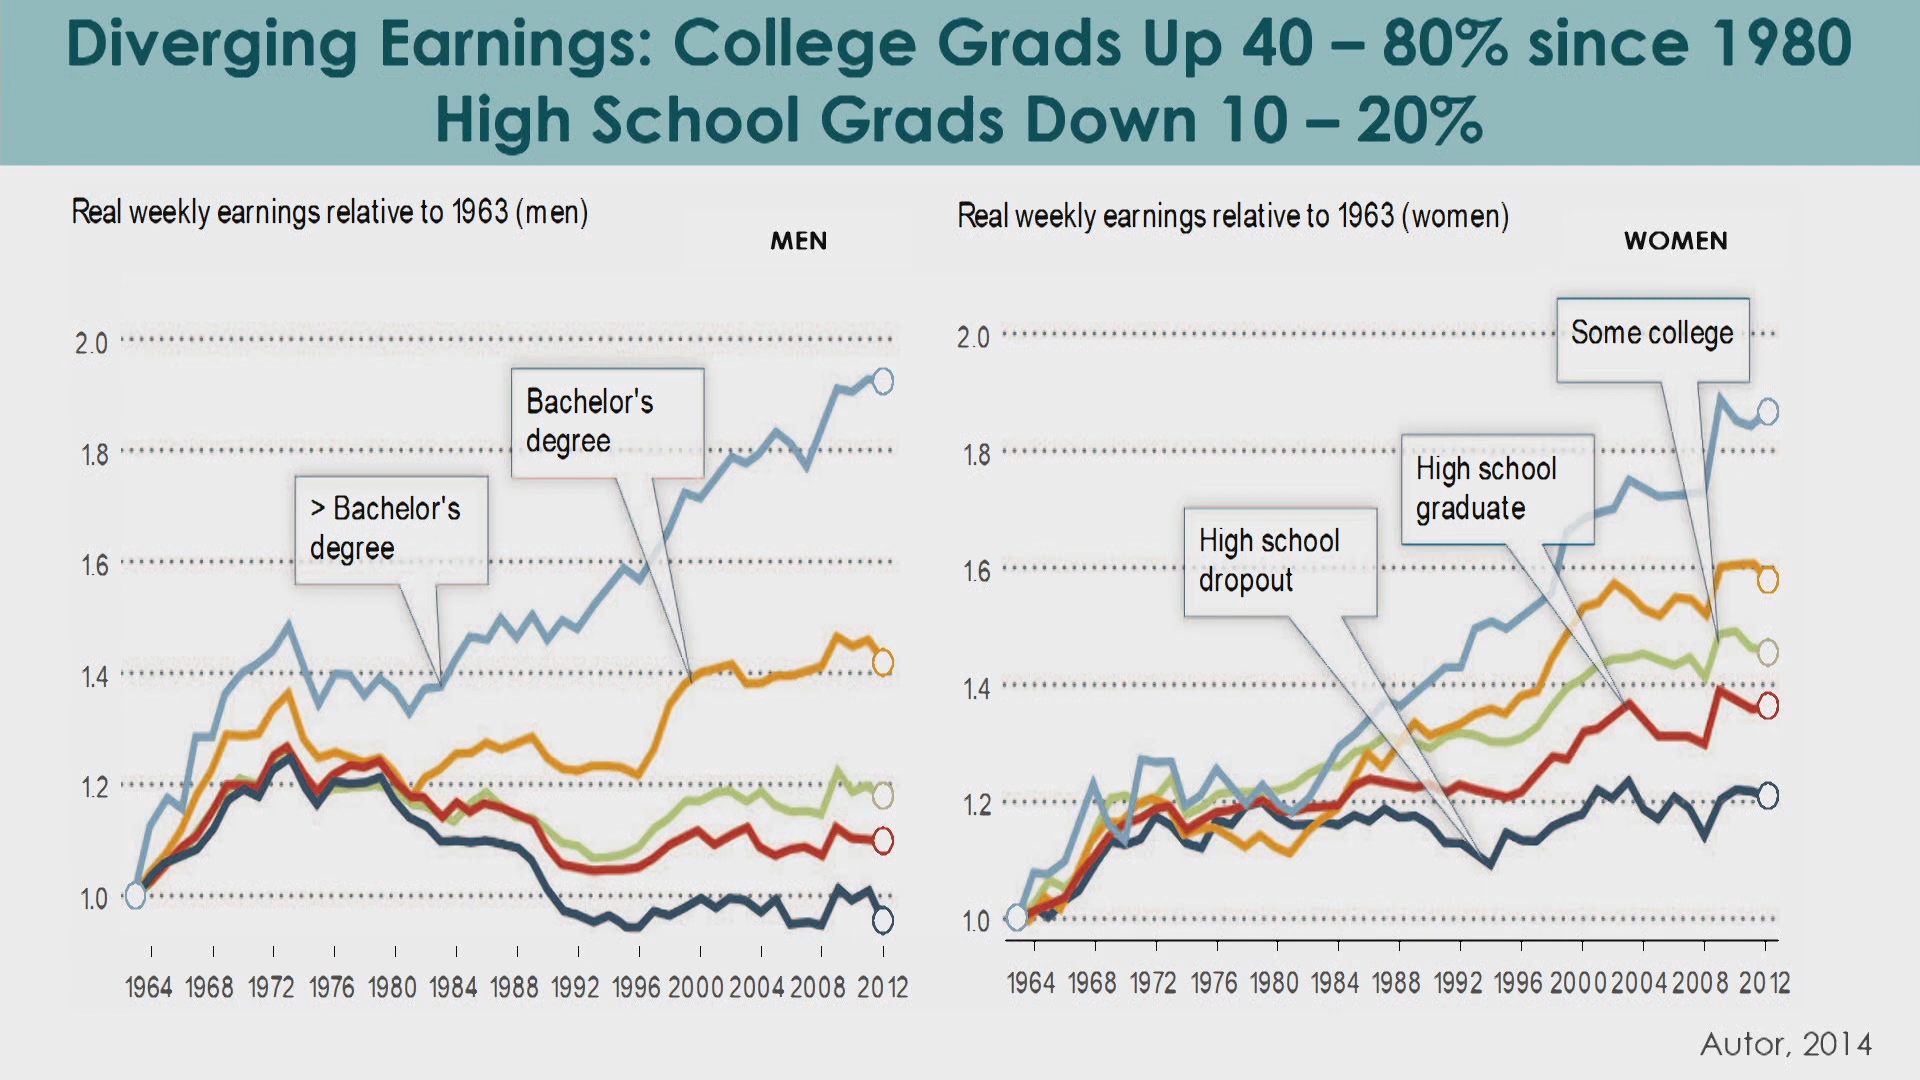 Diverging Earnings: College Grads Up 40 – 80% since 1980
High School Grads Down 10 – 20%
Real weekly earnings relative to 1963 (men)
MEN
2.0
1.8
1.6
1.4
1.2
1.0
> Bachelor's
degree
Bachelor's
degree
1964 1968 1972 1976 1980 1984 1988 1992 1996 2000 2004 2008 2012
Real weekly earnings relative to 1963 (women)
WOMEN
2.0
1.8
1.6
1.4
1.2
1.0
High school
dropout
High school
graduate
Some college
1964 1968 1972 1976 1980 1984 1988 1992 1996 2000 2004 2008 2012
Autor, 2014